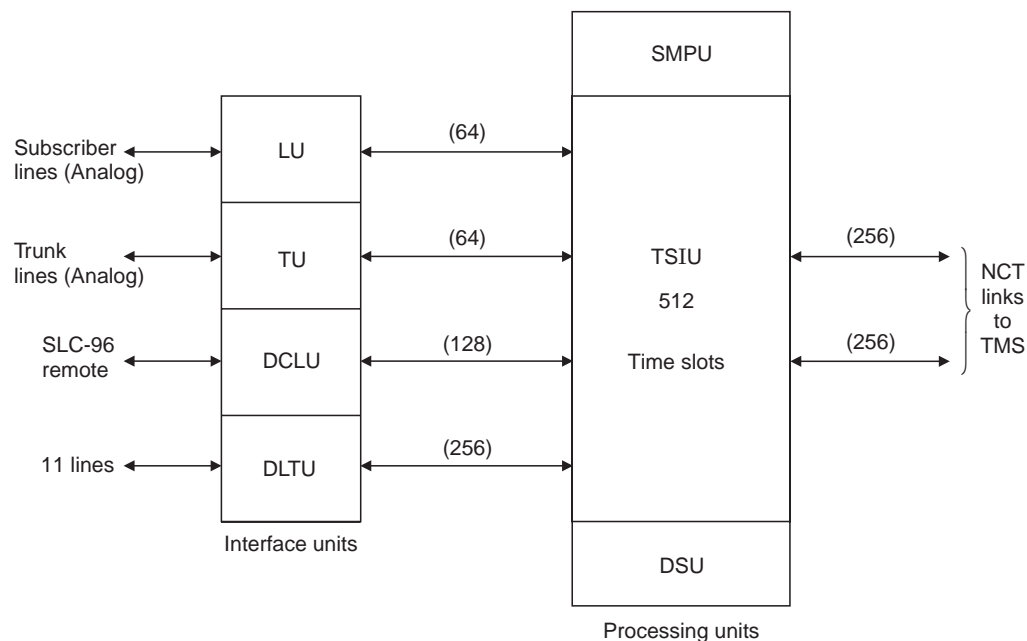 SMPU
Subscriber
lines (Analog)
LU
(64)
Trunk
lines (Analog)
TU
(64)
TSIU
512
Time slots
(256)
(256)
NCT
links
to
TMS
SLC-96
remote
DCLU
(128)
11 lines
DLTU
(256)
Interface units
DSU
Processing units